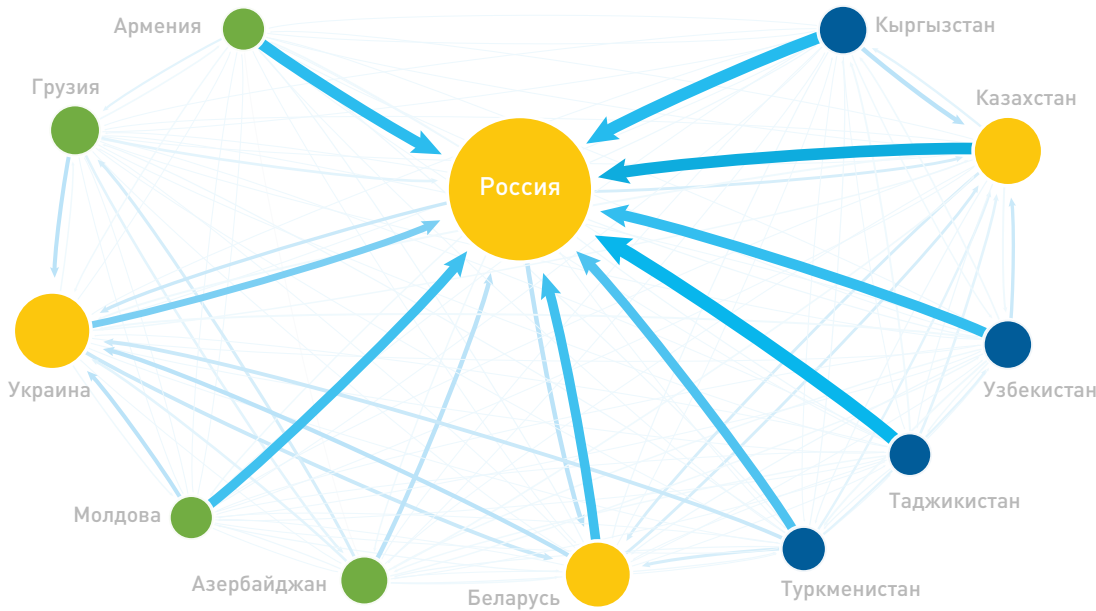 Армения
Кыргызстан
Грузия
Казахстан
Россия
Украина
Узбекистан
Молдова
Таджикистан
Азербайджан
Беларусь
Туркменистан